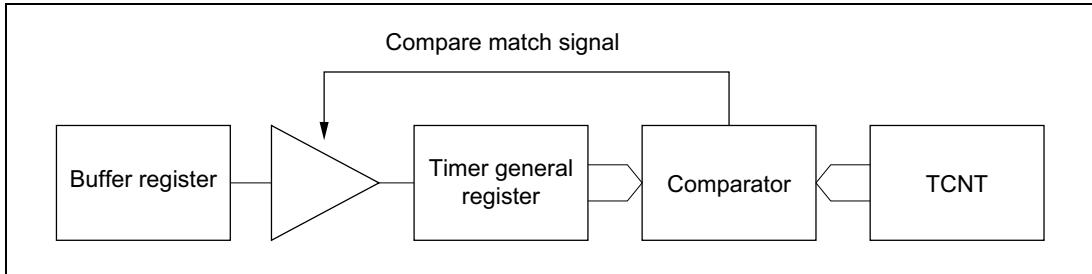 Compare match signal
Buffer register
Timer general
register
Comparator
TCNT